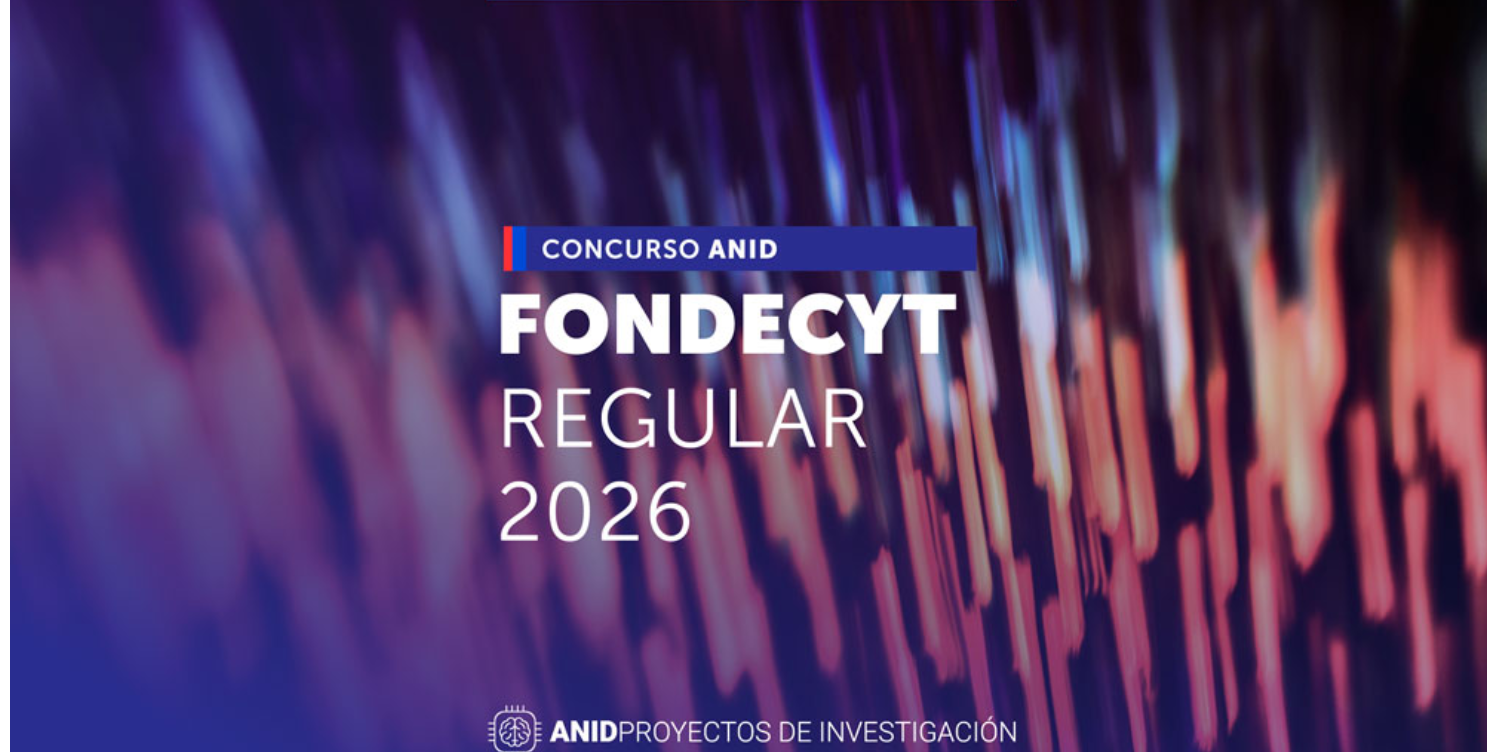 CONCURSO ANID
FONDECYT
REGULAR
2026
ANIDPROYECTOS DE INVESTIGACIÓN